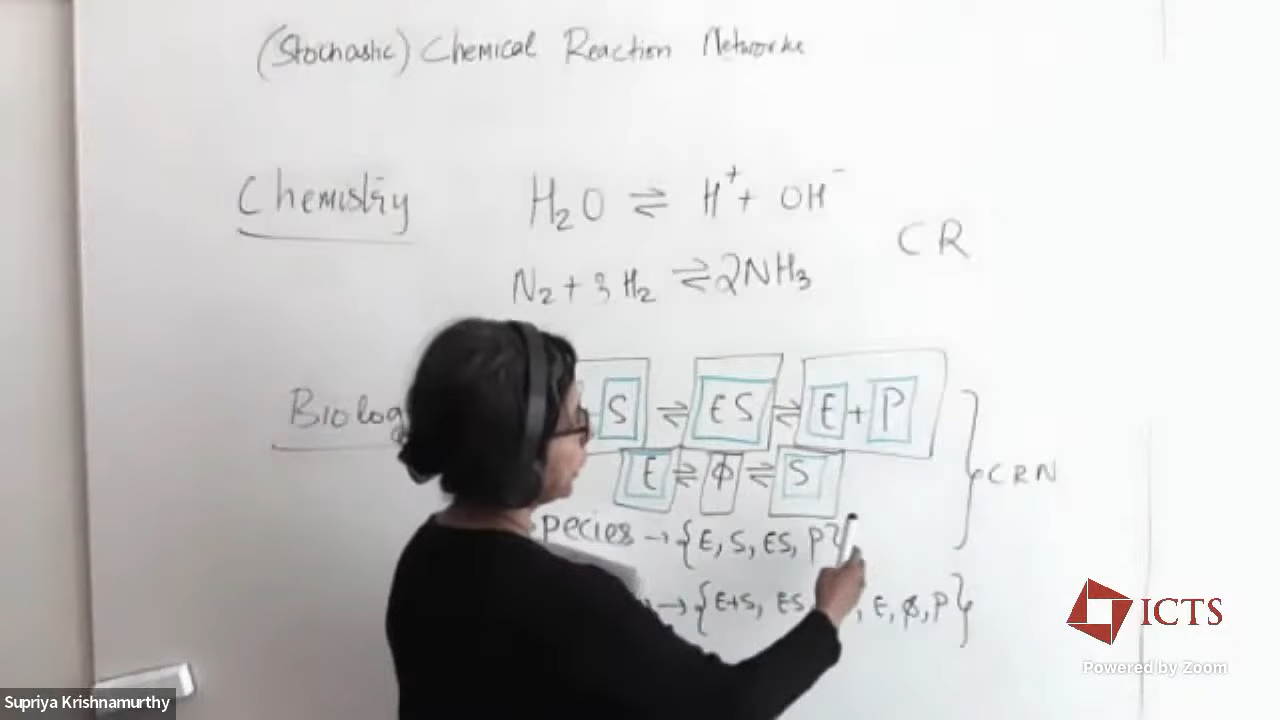 (Stochastic) Chemical Reaction Networks
Chemistry H₂O ⇌ H⁺ + OH⁻
CR
N₂ + 3H₂ ⇌ 2NH₃
Biolog S ⇌ ES ⇌ E + P
E ⇌ ϕ ⇌ S
} CRN
pecies → {E, S, ES, P}
→ {E+S, ES , E, ϕ, P}
ICTS
Powered by Zoom
Supriya Krishnamurthy